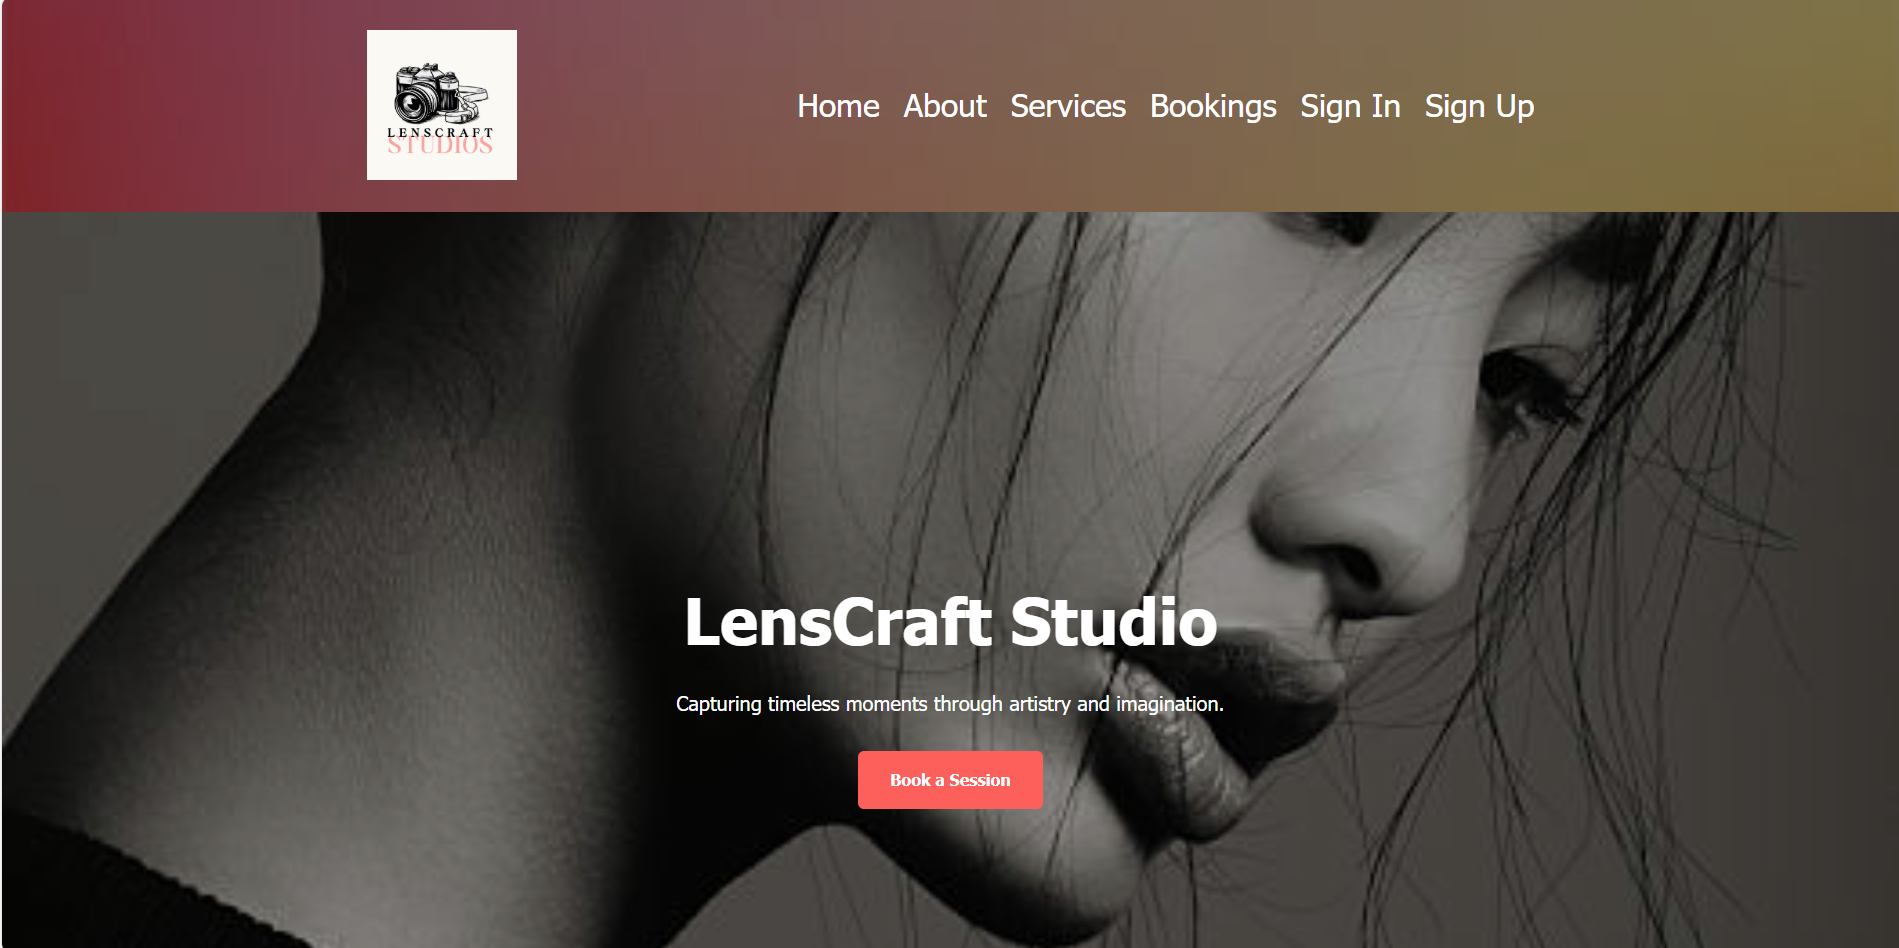 LENSCRAFT
STUDIOS
Home About Services Bookings Sign In Sign Up
LensCraft Studio
Capturing timeless moments through artistry and imagination.
Book a Session